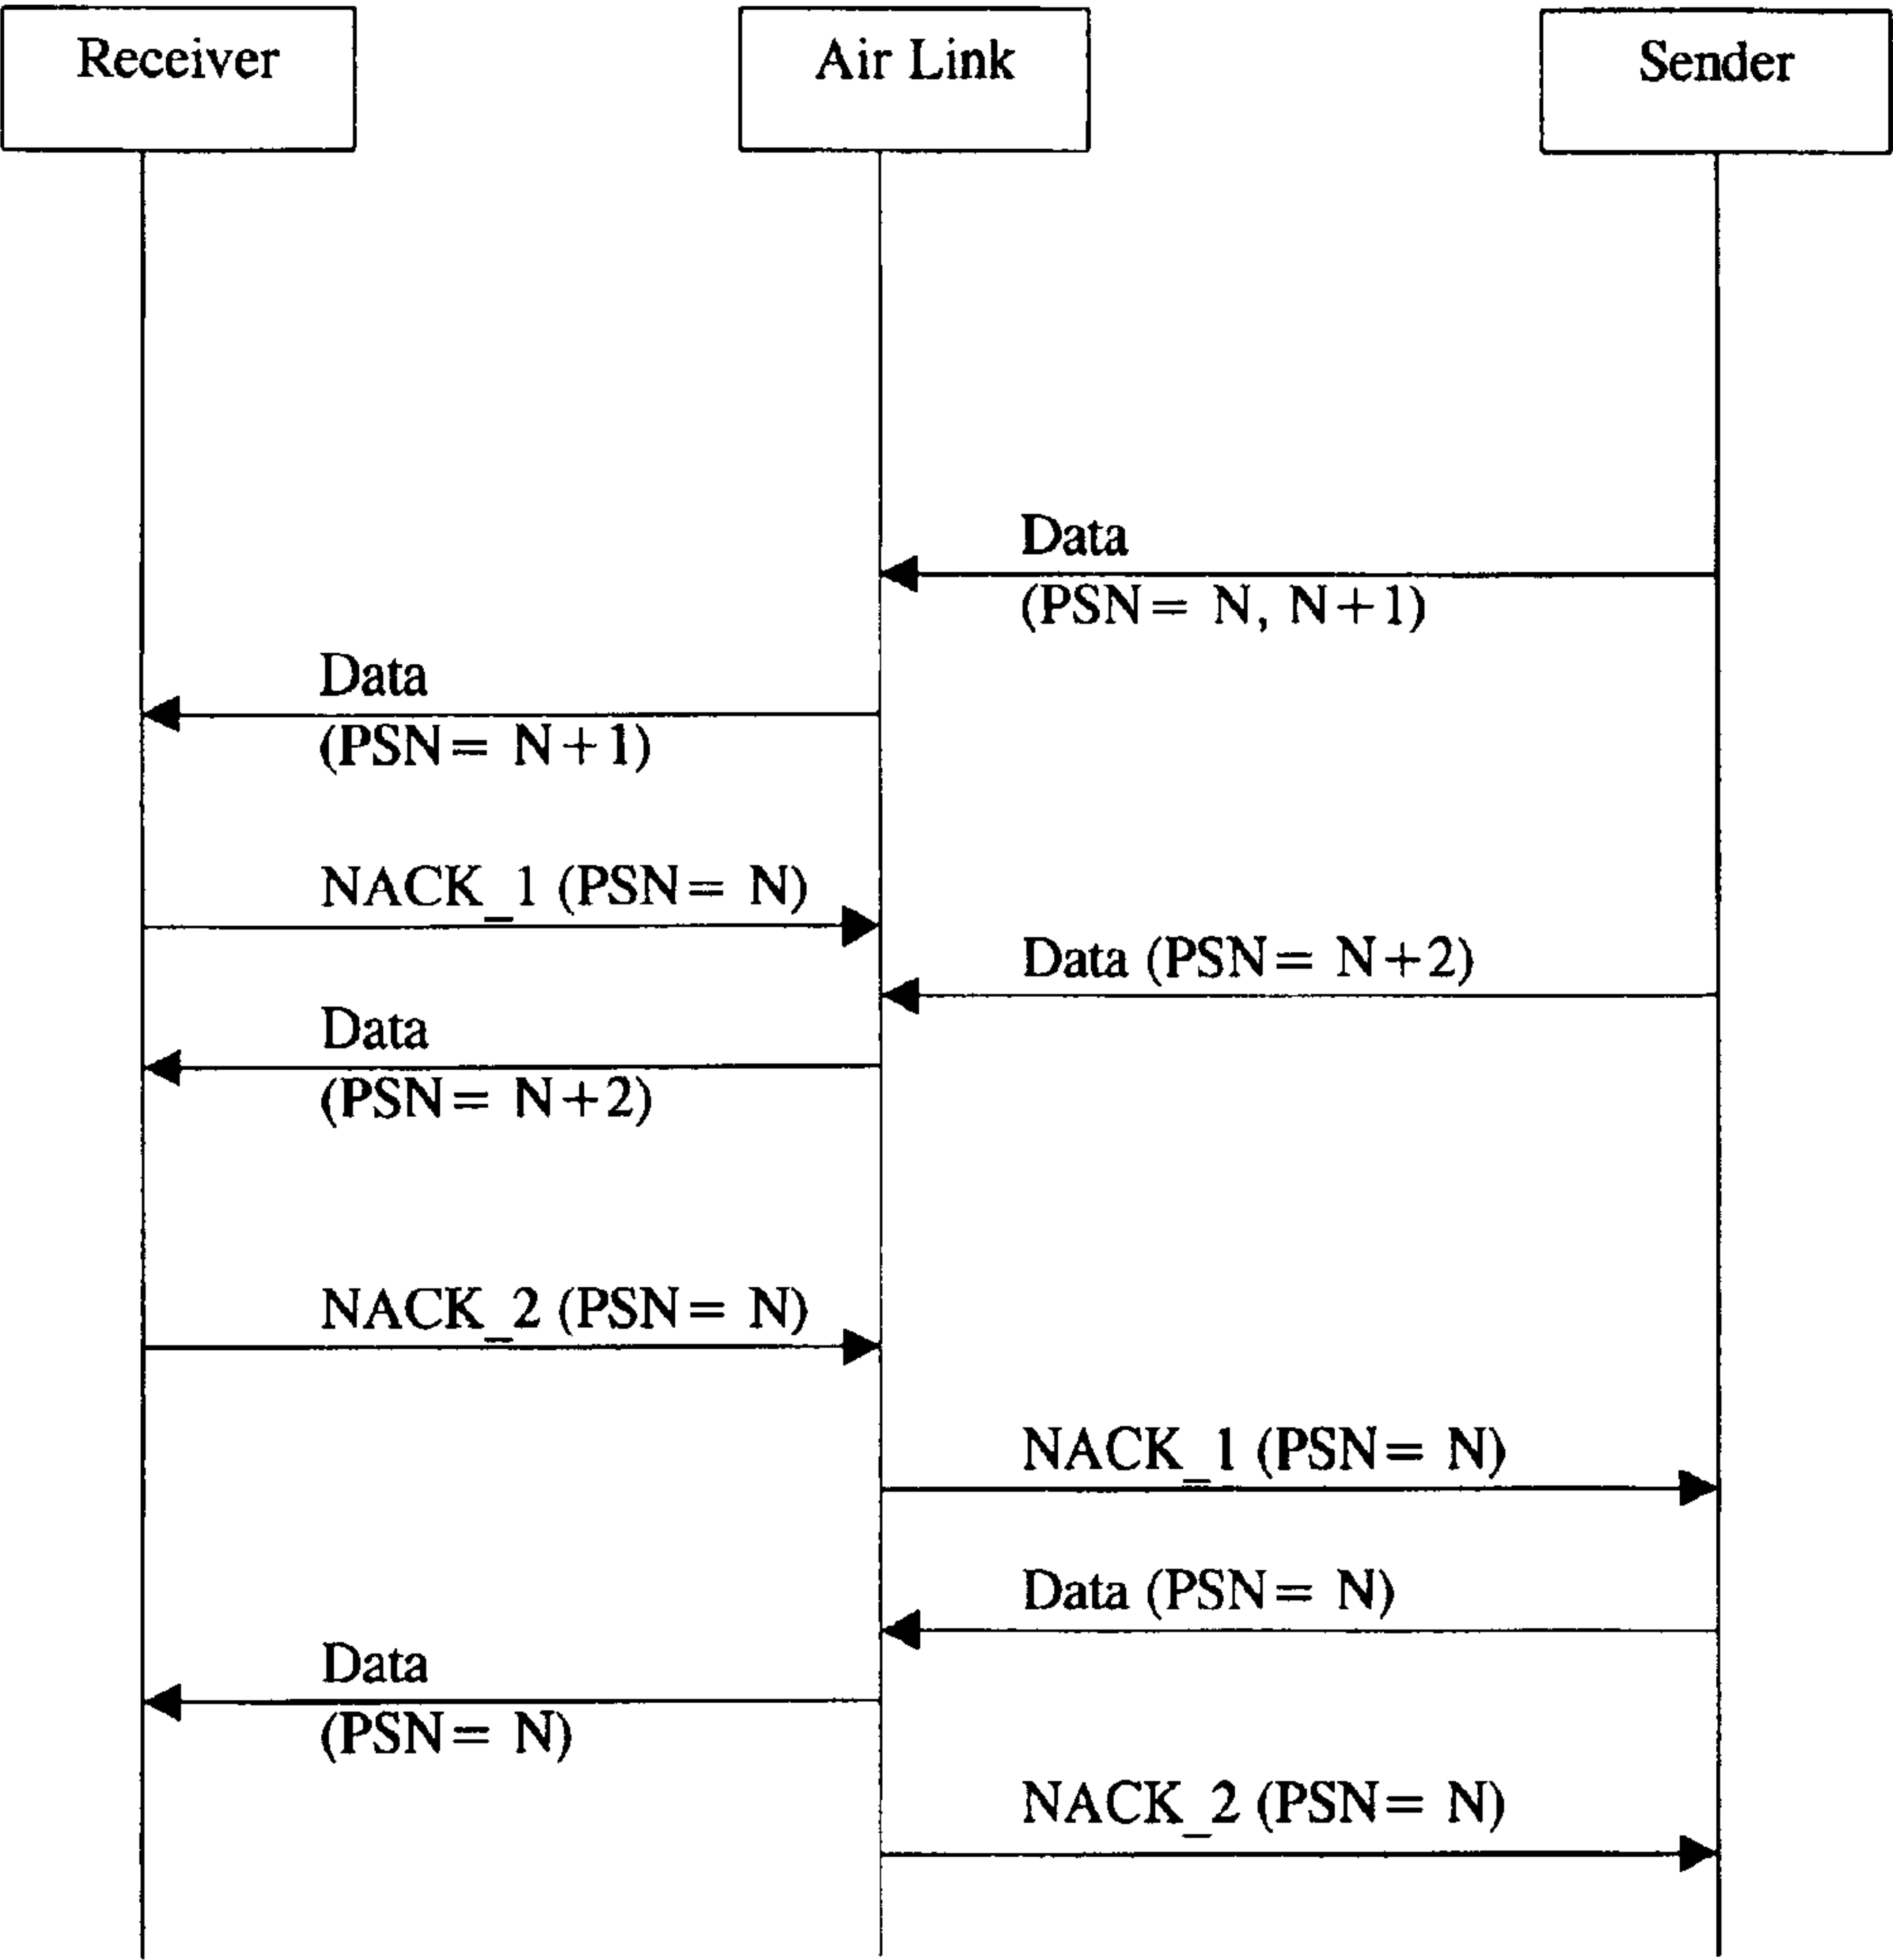 Receiver
Air Link
Sender
Data
(PSN= N, N+1)
Data
(PSN= N+1)
NACK_1 (PSN= N)
Data (PSN= N+2)
Data
(PSN= N+2)
NACK_2 (PSN= N)
NACK_1 (PSN= N)
Data (PSN= N)
Data
(PSN= N)
NACK_2 (PSN= N)